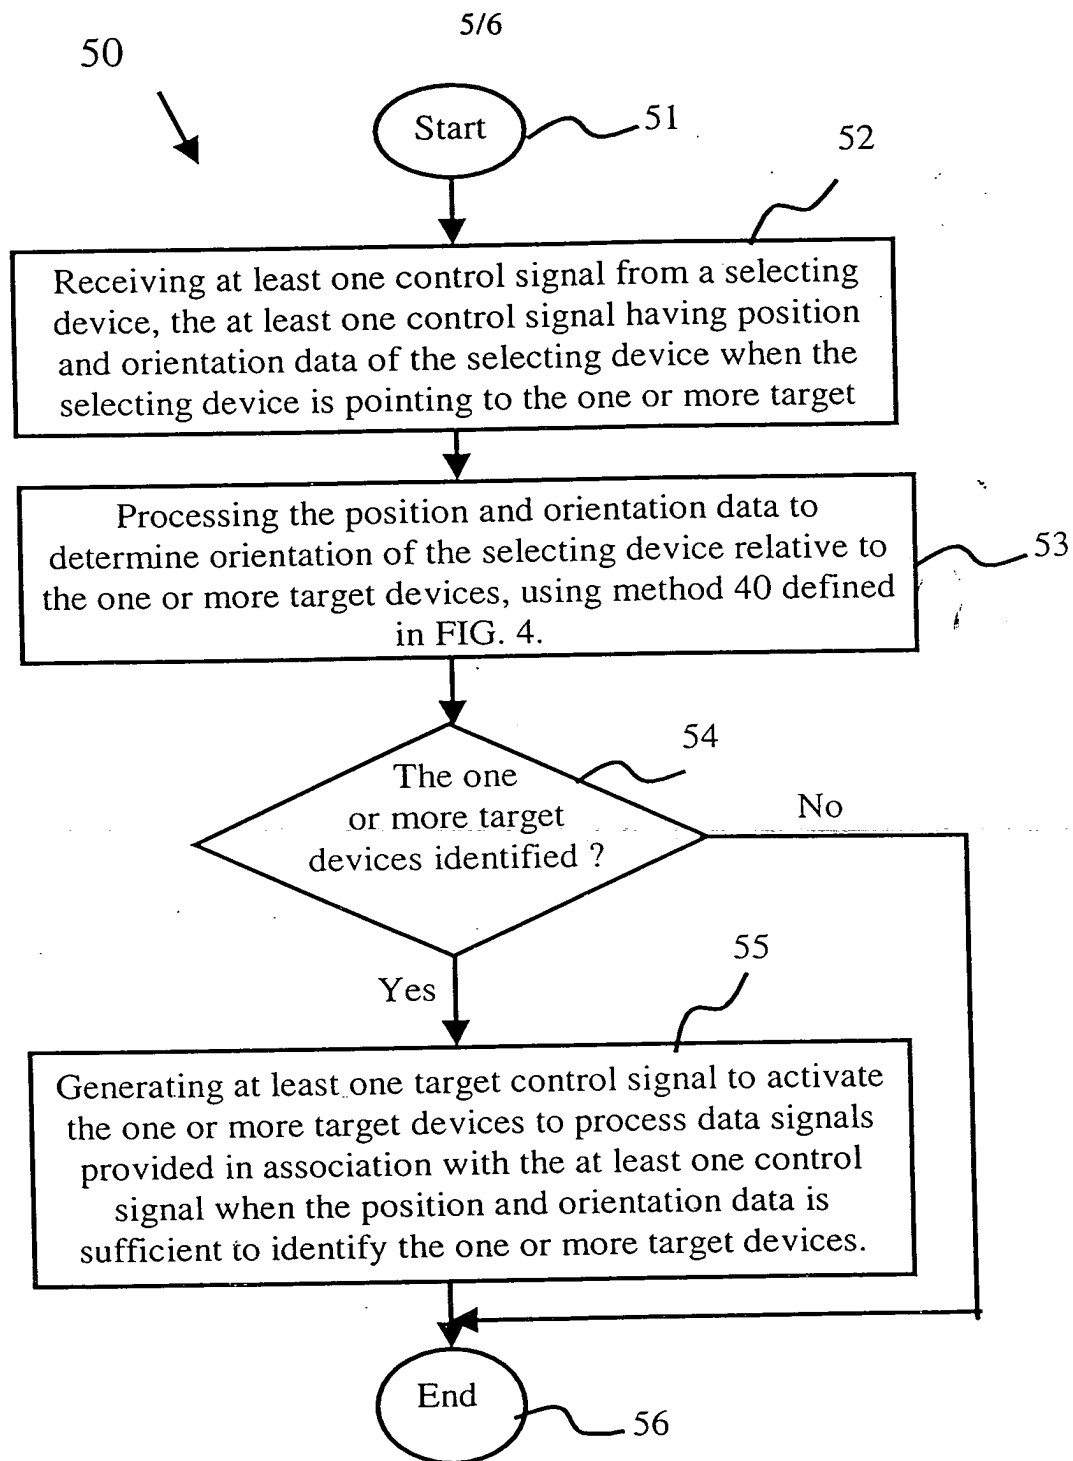 5/6
50
Start
51
52
Receiving at least one control signal from a selecting
device, the at least one control signal having position
and orientation data of the selecting device when the
selecting device is pointing to the one or more target
Processing the position and orientation data to
determine orientation of the selecting device relative to
the one or more target devices, using method 40 defined
in FIG. 4.
53
54
The one
or more target
devices identified ?
No
Yes
55
Generating at least one target control signal to activate
the one or more target devices to process data signals
provided in association with the at least one control
signal when the position and orientation data is
sufficient to identify the one or more target devices.
End
56